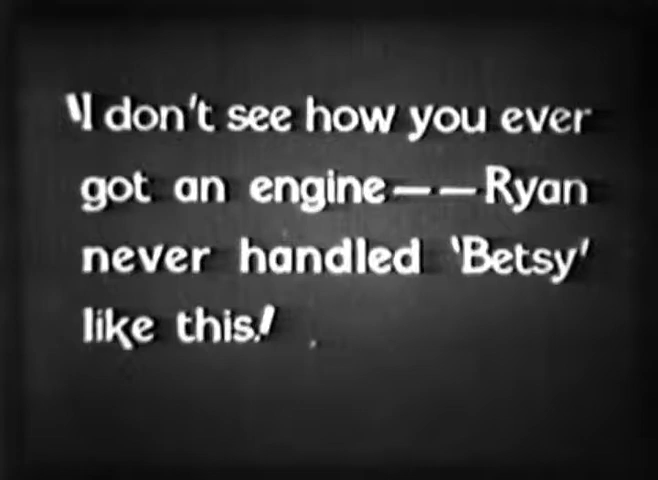 "I don't see how you ever
got an engine——Ryan
never handled 'Betsy'
like this!